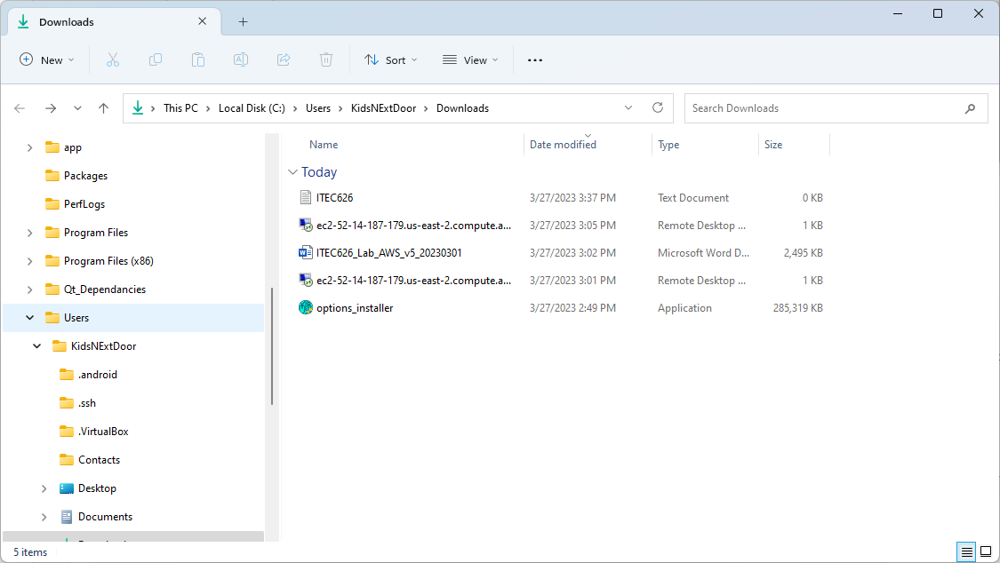 Downloads
New
Sort
View
This PC
Local Disk (C:)
Users
KidsNExtDoor
Downloads
Search Downloads
app
Packages
PerfLogs
Program Files
Program Files (x86)
Qt_Dependancies
Users
KidsNExtDoor
.android
.ssh
.VirtualBox
Contacts
Desktop
Documents
Name Date modified Type Size
Today
ITEC626 3/27/2023 3:37 PM Text Document 0 KB
ec2-52-14-187-179.us-east-2.compute.a... 3/27/2023 3:05 PM Remote Desktop ... 1 KB
ITEC626_Lab_AWS_v5_20230301 3/27/2023 3:02 PM Microsoft Word D... 2,495 KB
ec2-52-14-187-179.us-east-2.compute.a... 3/27/2023 3:01 PM Remote Desktop ... 1 KB
options_installer 3/27/2023 2:49 PM Application 285,319 KB
5 items